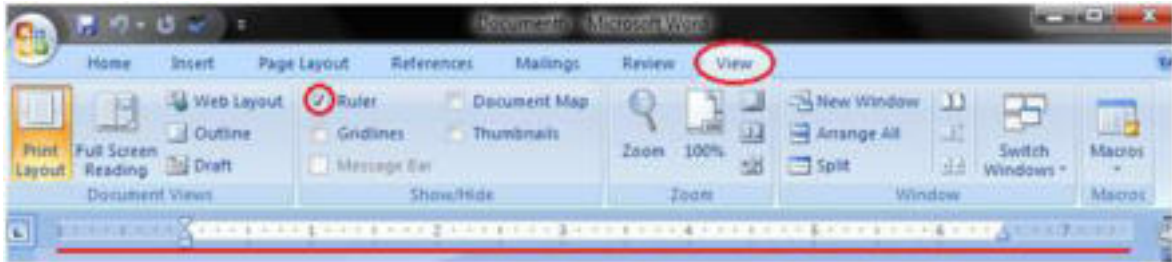 Document1 - Microsoft Word
Home Insert Page Layout References Mailings Review View
Print Layout
Full Screen Reading
Web Layout
Outline
Draft
Document Views
Ruler
Gridlines
Message Bar
Document Map
Thumbnails
Show/Hide
Zoom
100%
Zoom
New Window
Arrange All
Split
Switch Windows
Window
Macros
Macros
1 2 3 4 5 6 7